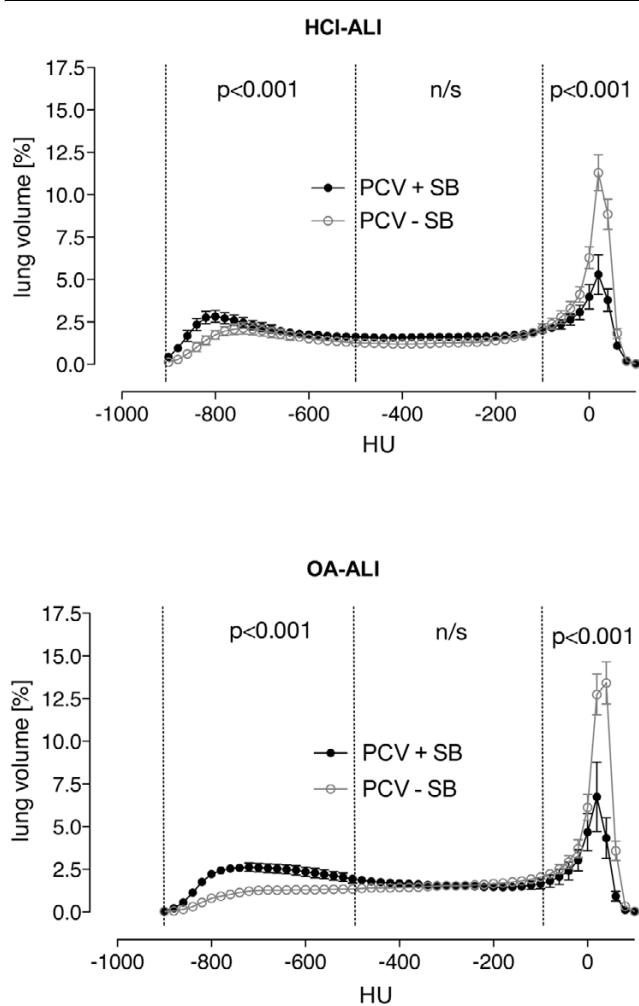 HCl-ALI
17.5
15.0
12.5
10.0
7.5
5.0
2.5
0.0
lung volume [%]
p<0.001
n/s
p<0.001
PCV + SB
PCV - SB
-1000 -800 -600 -400 -200 0
HU
OA-ALI
17.5
15.0
12.5
10.0
7.5
5.0
2.5
0.0
lung volume [%]
p<0.001
n/s
p<0.001
PCV + SB
PCV - SB
-1000 -800 -600 -400 -200 0
HU